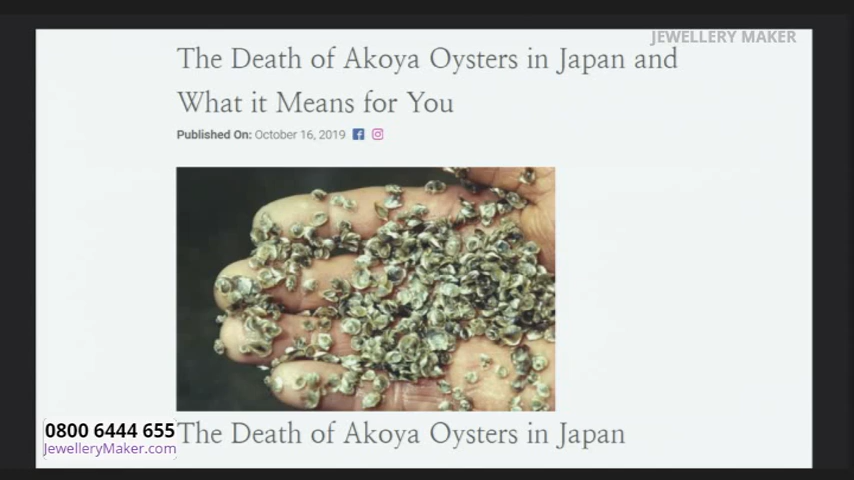 JEWELLERY MAKER
The Death of Akoya Oysters in Japan and
What it Means for You
Published On: October 16, 2019
0800 6444 655
JewelleryMaker.com
The Death of Akoya Oysters in Japan